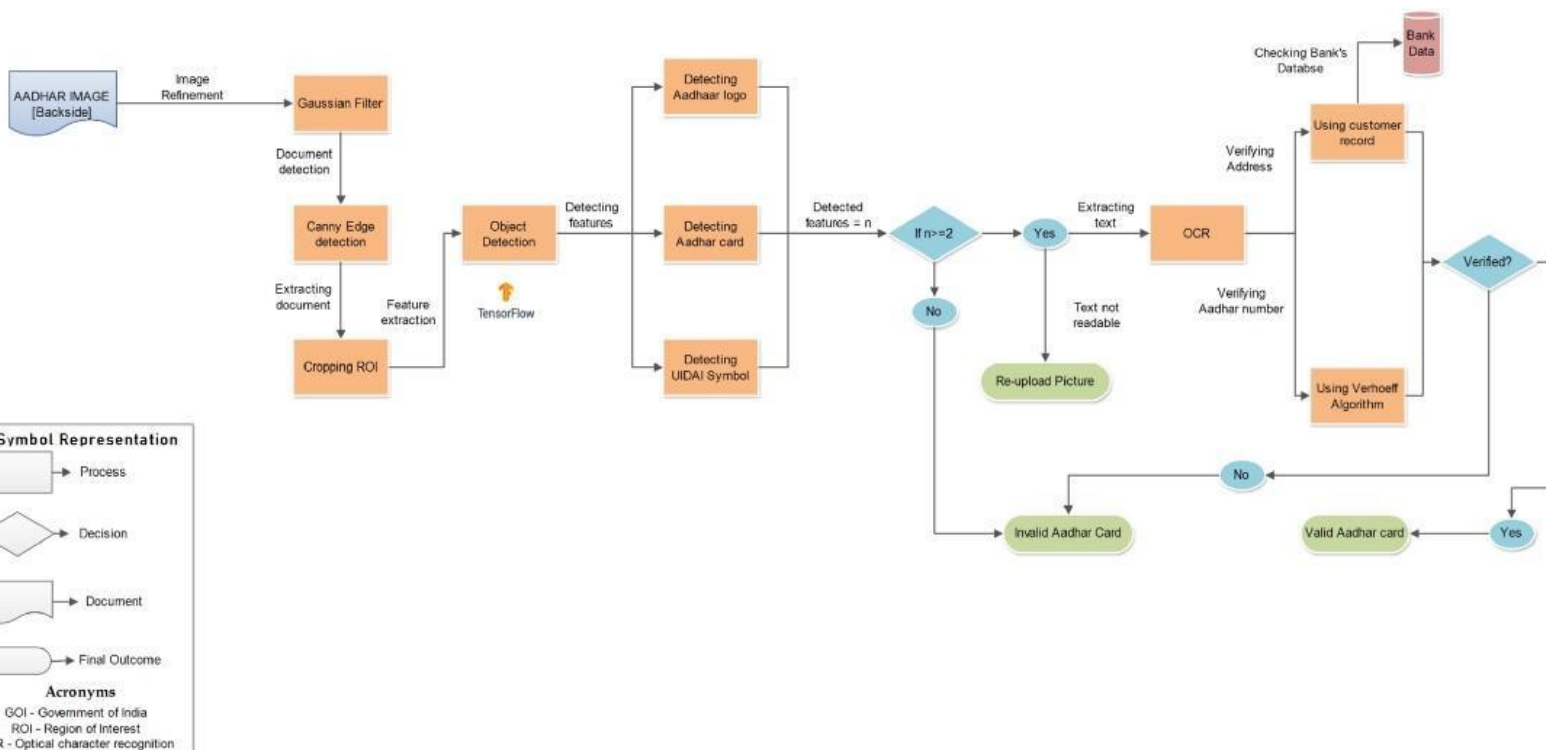 AADHAR IMAGE
[Backside]
Image
Refinement
Gaussian Filter
Document
detection
Canny Edge
detection
Extracting
document
Cropping ROI
Feature
extraction
Object
Detection
TensorFlow
Detecting
features
Detecting
Aadhaar logo
Detecting
Aadhar card
Detecting
UIDAI Symbol
Detected
features = n
If n>=2
Yes
No
Text not
readable
Re-upload Picture
Extracting
text
OCR
Verifying
Address
Verifying
Aadhar number
Using customer
record
Checking Bank's
Databse
Bank
Data
Using Verhoeff
Algorithm
Verified?
No
Invalid Aadhar Card
Yes
Valid Aadhar card
Symbol Representation
Process
Decision
Document
Final Outcome
Acronyms
GOI - Government of India
ROI - Region of Interest
R - Optical character recognition